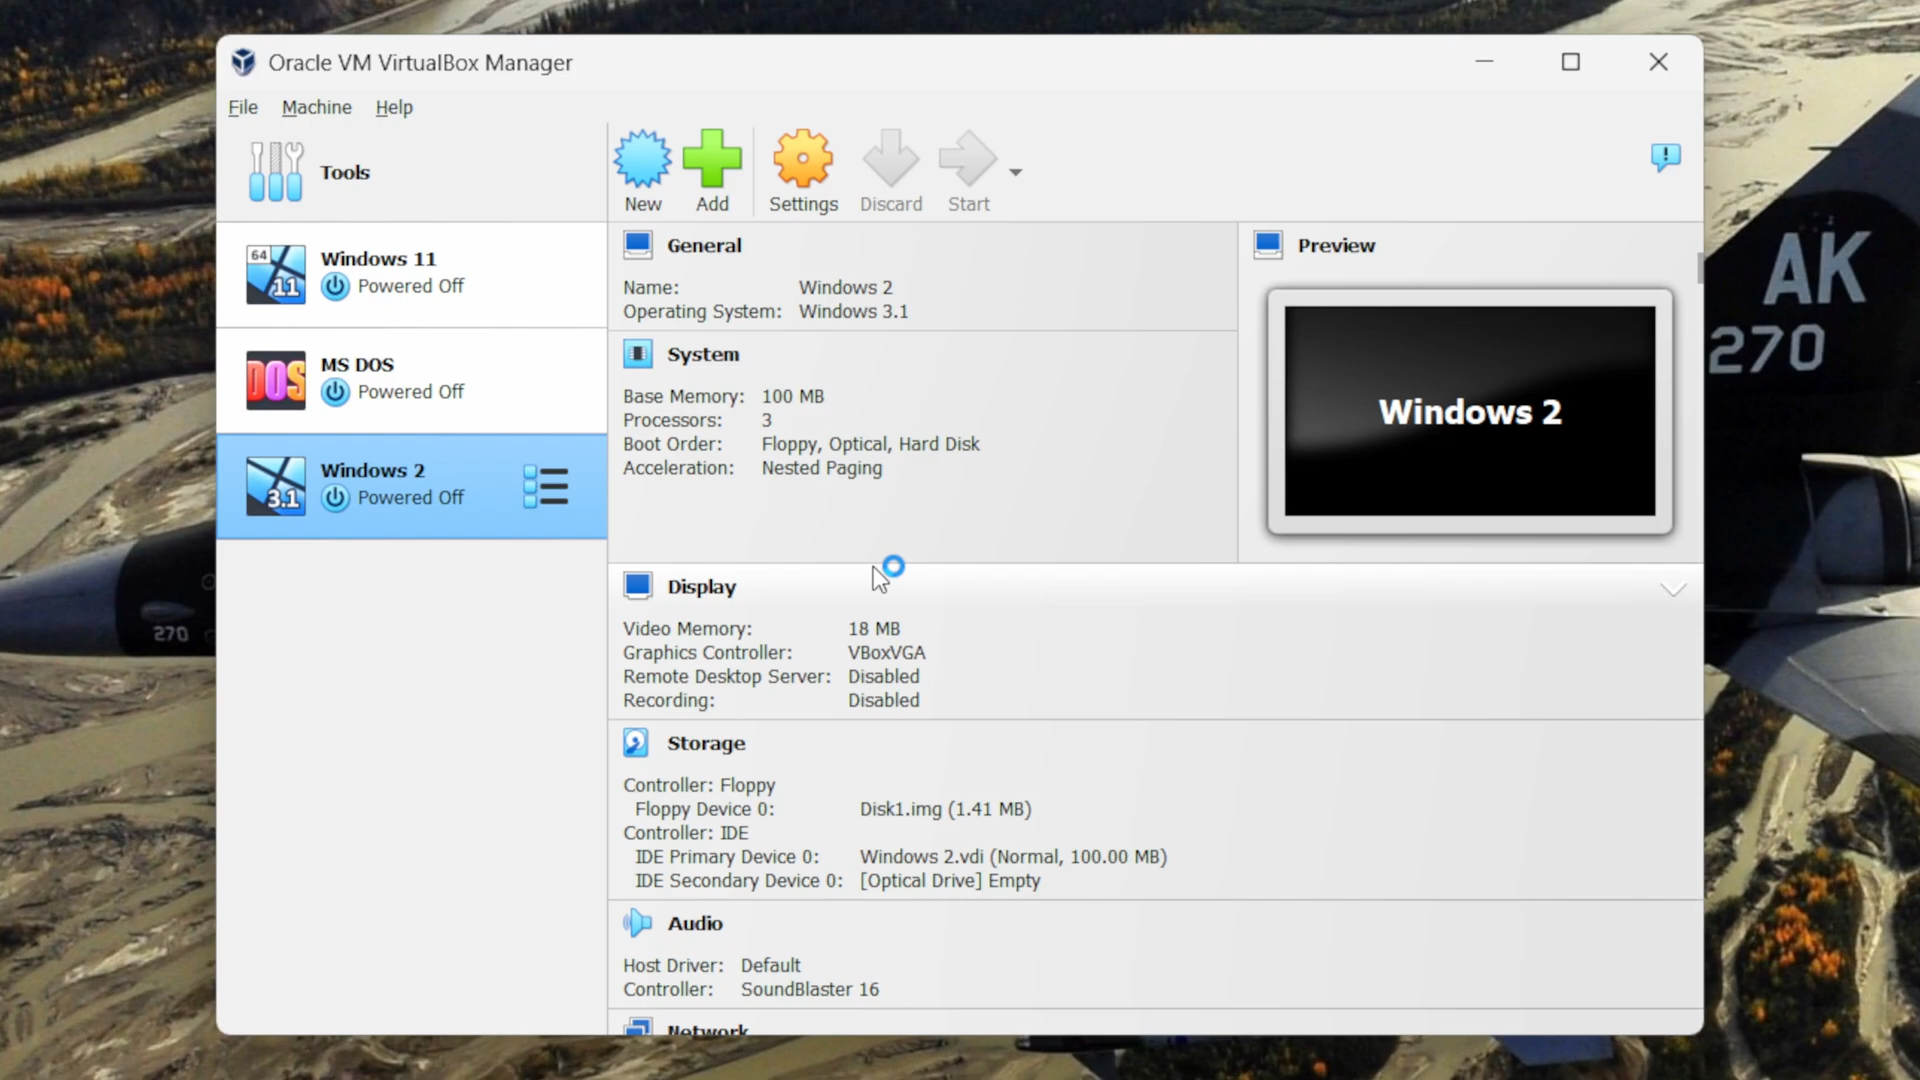 Oracle VM VirtualBox Manager
File Machine Help
Tools
New Add Settings Discard Start
64
11
Windows 11
Powered Off
DOS
MS DOS
Powered Off
3.1
Windows 2
Powered Off
General
Name: Windows 2
Operating System: Windows 3.1
System
Base Memory: 100 MB
Processors: 3
Boot Order: Floppy, Optical, Hard Disk
Acceleration: Nested Paging
Preview
Windows 2
Display
Video Memory: 18 MB
Graphics Controller: VBoxVGA
Remote Desktop Server: Disabled
Recording: Disabled
Storage
Controller: Floppy
Floppy Device 0: Disk1.img (1.41 MB)
Controller: IDE
IDE Primary Device 0: Windows 2.vdi (Normal, 100.00 MB)
IDE Secondary Device 0: [Optical Drive] Empty
Audio
Host Driver: Default
Controller: SoundBlaster 16
Network
AK
270
270